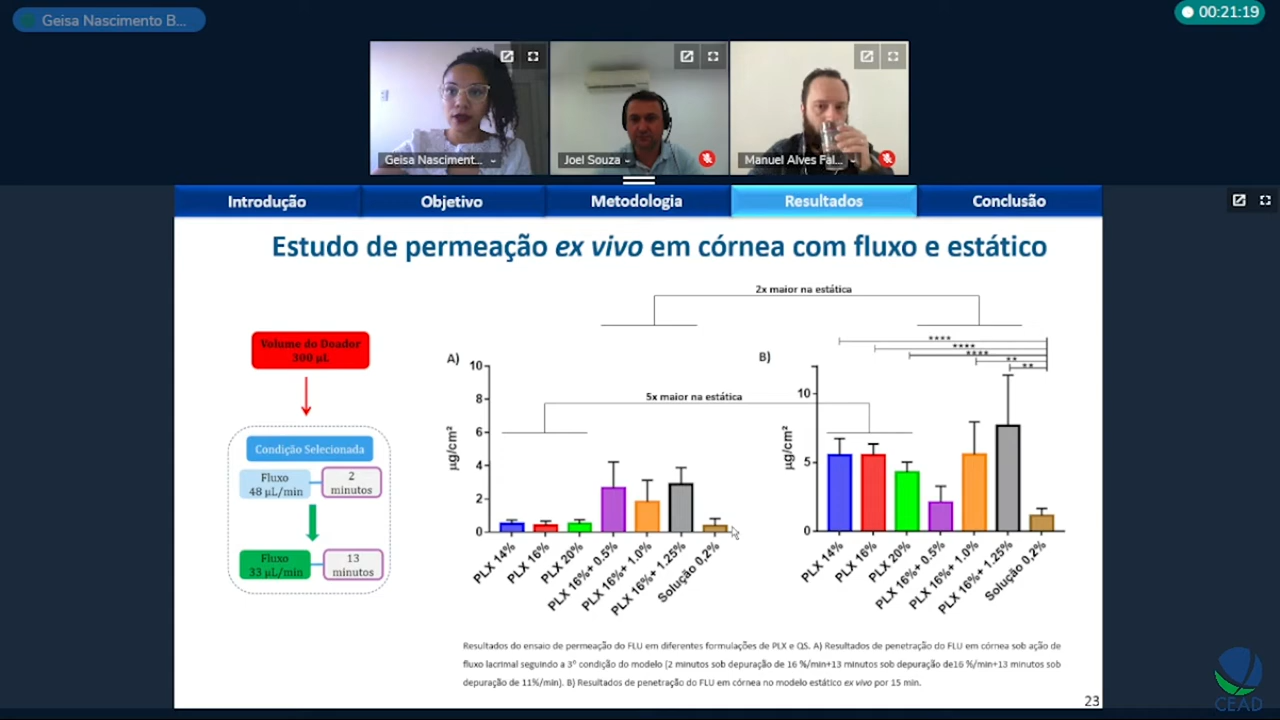 Geisa Nascimento B...
00:21:19
Geisa Nasciment...
Joel Souza
Manuel Alves Fal...
Introdução
Objetivo
Metodologia
Resultados
Conclusão
Estudo de permeação ex vivo em córnea com fluxo e estático
2x maior na estática
Volume do Doador
300 µL
Condição Selecionada
Fluxo
48 µL/min
2
minutos
Fluxo
33 µL/min
13
minutos
A)
µg/cm²
10
8
6
4
2
0
5x maior na estática
PLX 14%
PLX 16%
PLX 20%
PLX 16%+ 0.5%
PLX 16%+ 1.0%
PLX 16%+ 1.25%
Solução 0,2%
B)
µg/cm²
10
5
0
****
****
****
**
**
PLX 14%
PLX 16%
PLX 20%
PLX 16%+ 0.5%
PLX 16%+ 1.0%
PLX 16%+ 1.25%
Solução 0,2%
Resultados do ensaio de permeação do FLU em diferentes formulações de PLX e QS. A) Resultados de penetração do FLU em córnea sob ação de
fluxo lacrimal seguindo a 3º condição do modelo [2 minutos sob depuração de 16 %/min+13 minutos sob depuração de16 %/min+13 minutos sob
depuração de 11%/min]. B) Resultados de penetração do FLU em córnea no modelo estático ex vivo por 15 min.
23
CEAD